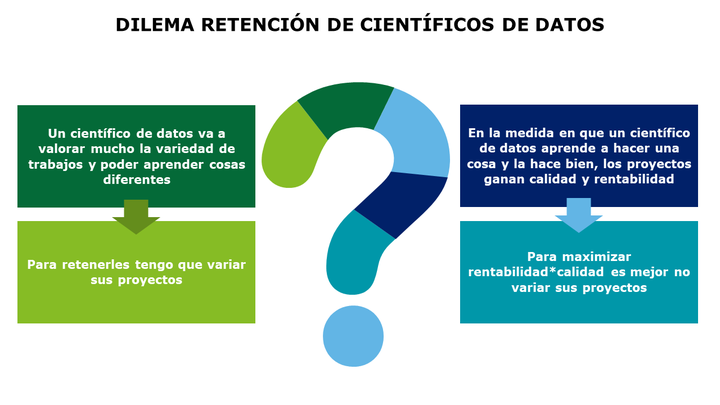 DILEMA RETENCIÓN DE CIENTÍFICOS DE DATOS
Un científico de datos va a
valorar mucho la variedad de
trabajos y poder aprender cosas
diferentes
Para retenerles tengo que variar
sus proyectos
En la medida en que un científico
de datos aprende a hacer una
cosa y la hace bien, los proyectos
ganan calidad y rentabilidad
Para maximizar
rentabilidad*calidad es mejor no
variar sus proyectos